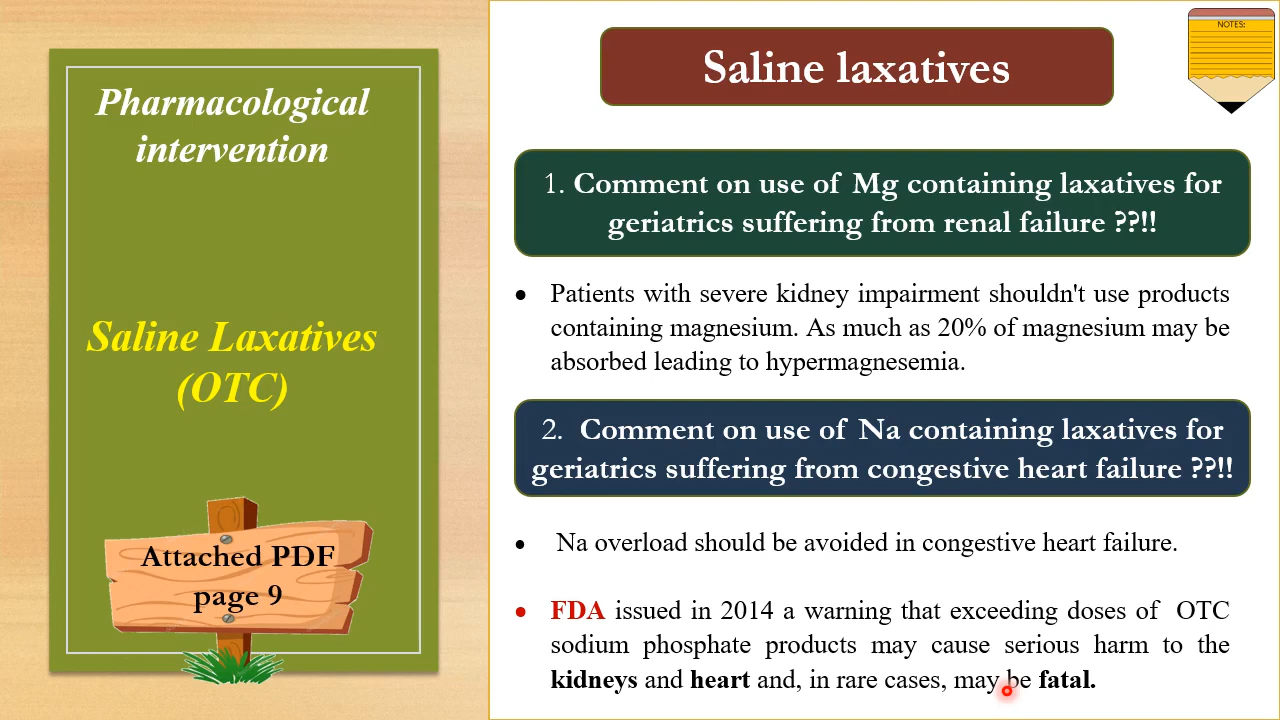 Pharmacological
intervention
Saline Laxatives
(OTC)
Attached PDF
page 9
NOTES:
Saline laxatives
1. Comment on use of Mg containing laxatives for
geriatrics suffering from renal failure ??!!
• Patients with severe kidney impairment shouldn't use products
containing magnesium. As much as 20% of magnesium may be
absorbed leading to hypermagnesemia.
2. Comment on use of Na containing laxatives for
geriatrics suffering from congestive heart failure ??!!
• Na overload should be avoided in congestive heart failure.
• FDA issued in 2014 a warning that exceeding doses of OTC
sodium phosphate products may cause serious harm to the
kidneys and heart and, in rare cases, may be fatal.